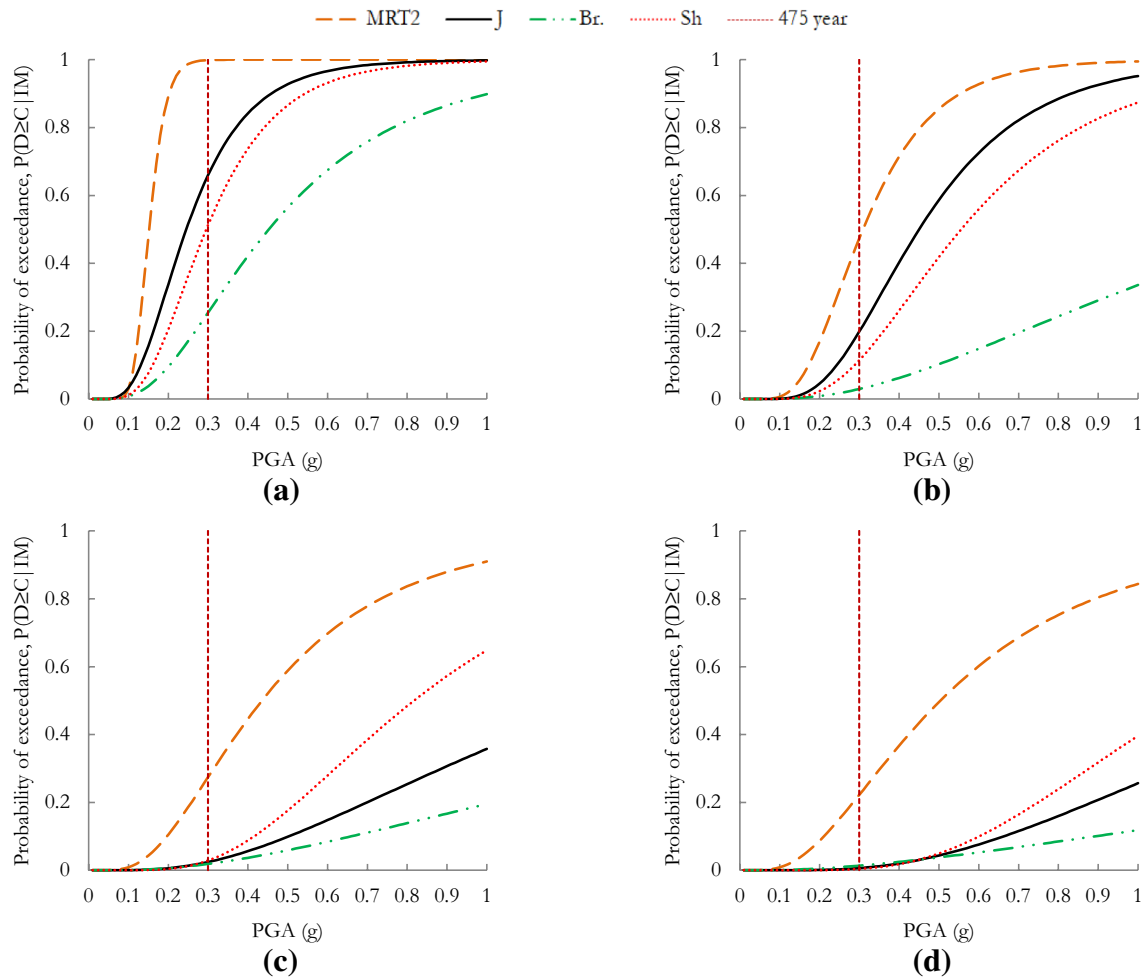 MRT2 J Br. Sh 475 year
Probability of exceedance, P(D≥C|IM)
1
0.8
0.6
0.4
0.2
0
0 0.1 0.2 0.3 0.4 0.5 0.6 0.7 0.8 0.9 1
PGA (g)
(a)
Probability of exceedance, P(D≥C|IM)
1
0.8
0.6
0.4
0.2
0
0 0.1 0.2 0.3 0.4 0.5 0.6 0.7 0.8 0.9 1
PGA (g)
(b)
Probability of exceedance, P(D≥C|IM)
1
0.8
0.6
0.4
0.2
0
0 0.1 0.2 0.3 0.4 0.5 0.6 0.7 0.8 0.9 1
PGA (g)
(c)
Probability of exceedance, P(D≥C|IM)
1
0.8
0.6
0.4
0.2
0
0 0.1 0.2 0.3 0.4 0.5 0.6 0.7 0.8 0.9 1
PGA (g)
(d)